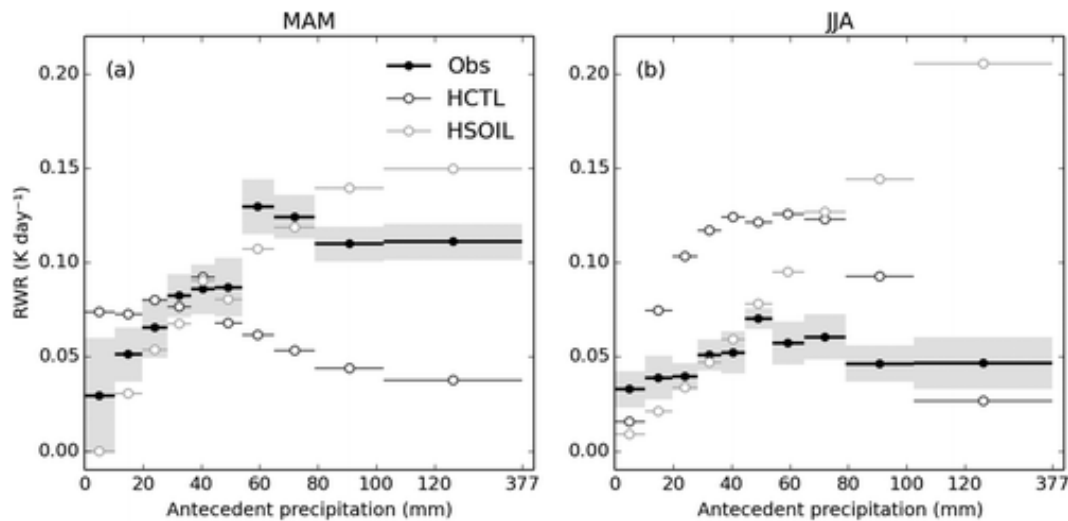 MAM
JJA
(a)
Obs
HCTL
HSOIL
(b)
0.20
0.15
0.10
0.05
0.00
RWR (K day⁻¹)
0.20
0.15
0.10
0.05
0.00
0 20 40 60 80 100 120 377
0 20 40 60 80 100 120 377
Antecedent precipitation (mm)
Antecedent precipitation (mm)